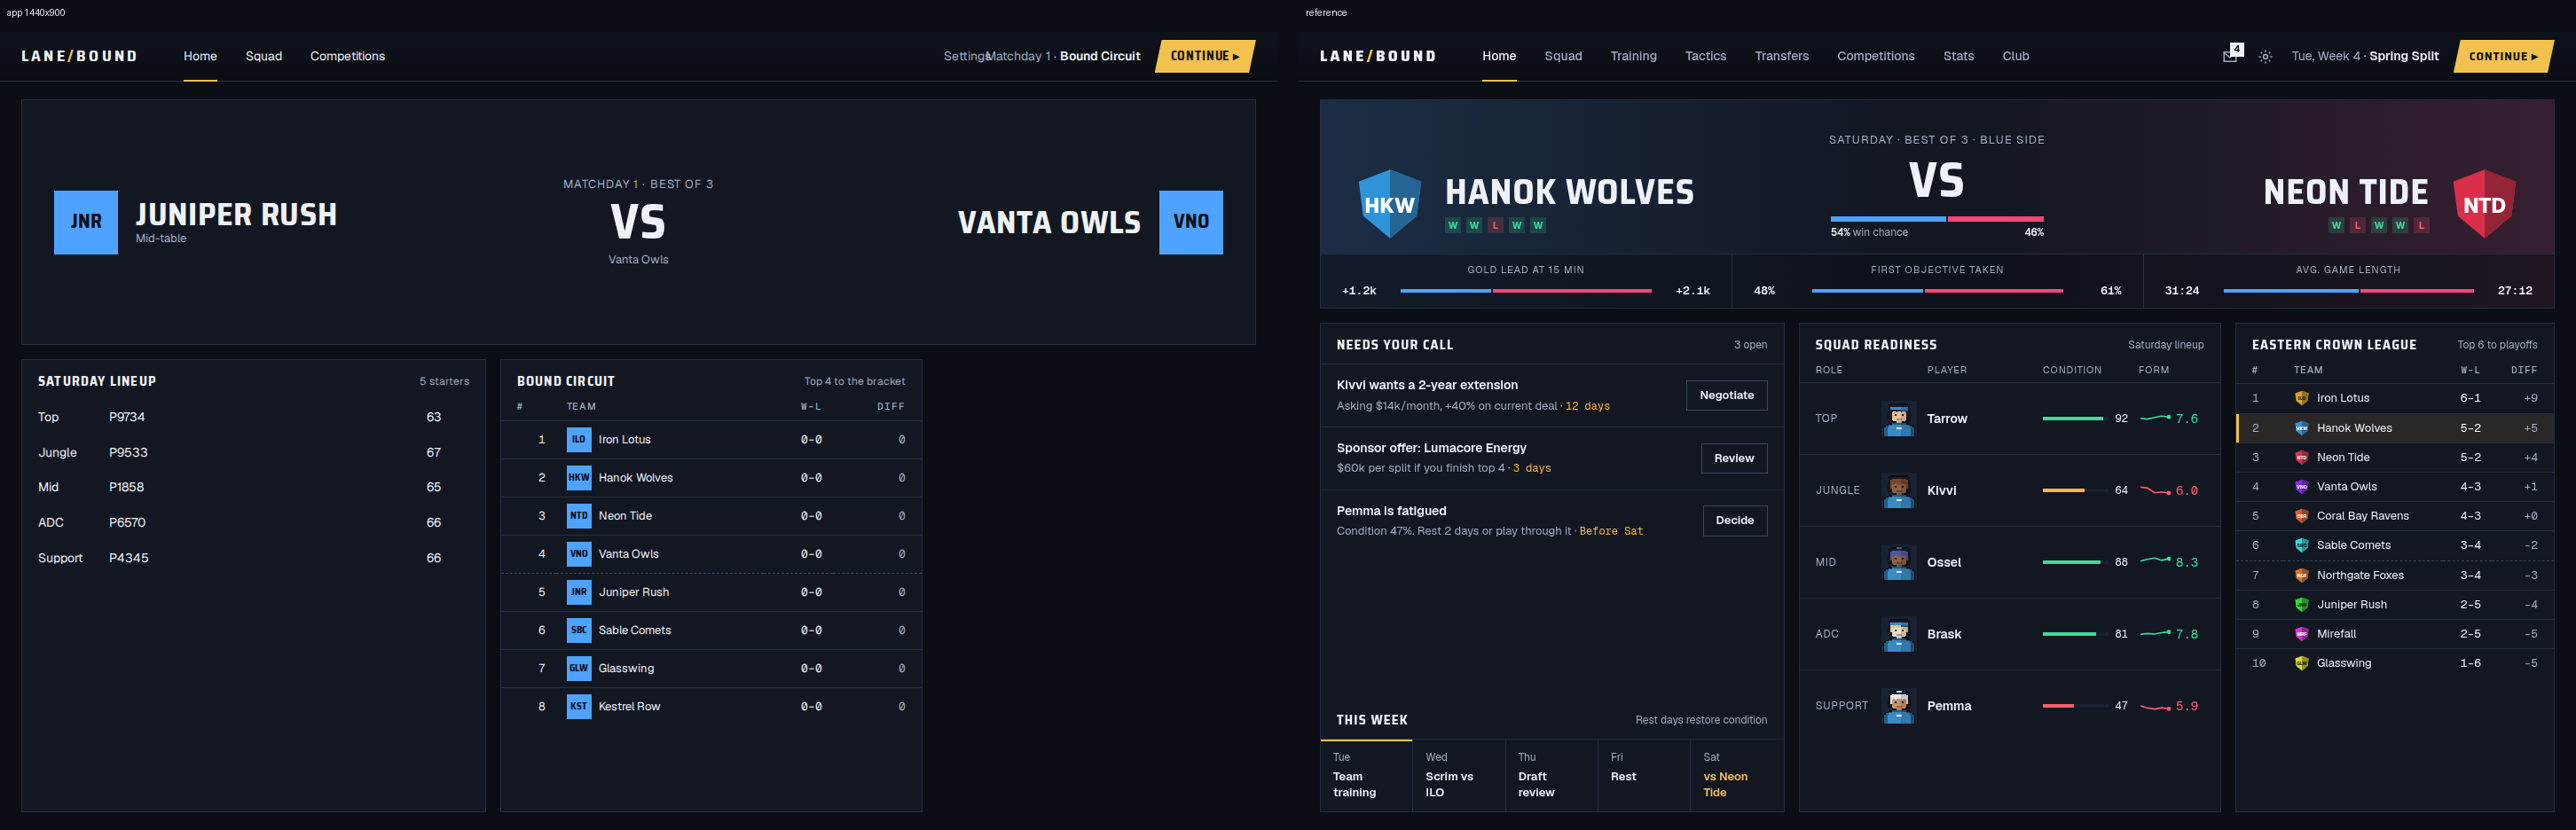 app 1440x900
LANE/BOUND Home Squad Competitions Settings Matchday 1 · Bound Circuit CONTINUE ▸
JNR JUNIPER RUSH
Mid-table
MATCHDAY 1 · BEST OF 3
VS
Vanta Owls
VANTA OWLS VNO
SATURDAY LINEUP 5 starters
Top P9734 63
Jungle P9533 67
Mid P1858 65
ADC P6570 66
Support P4345 66
BOUND CIRCUIT Top 4 to the bracket
# TEAM W-L DIFF
1 ILO Iron Lotus 0-0 0
2 HKW Hanok Wolves 0-0 0
3 NTD Neon Tide 0-0 0
4 VNO Vanta Owls 0-0 0
5 JNR Juniper Rush 0-0 0
6 SBC Sable Comets 0-0 0
7 GLW Glasswing 0-0 0
8 KST Kestrel Row 0-0 0
reference
LANE/BOUND Home Squad Training Tactics Transfers Competitions Stats Club 4 Tue, Week 4 · Spring Split CONTINUE ▸
HKW HANOK WOLVES
W W L W W
SATURDAY · BEST OF 3 · BLUE SIDE
VS
54% win chance 46%
NEON TIDE NTD
W L W W L
GOLD LEAD AT 15 MIN
+1.2k +2.1k
FIRST OBJECTIVE TAKEN
48% 61%
AVG. GAME LENGTH
31:24 27:12
NEEDS YOUR CALL 3 open
Kivvi wants a 2-year extension
Asking $14k/month, +40% on current deal · 12 days
Negotiate
Sponsor offer: Lumacore Energy
$60k per split if you finish top 4 · 3 days
Review
Pemma is fatigued
Condition 47%. Rest 2 days or play through it · Before Sat
Decide
THIS WEEK Rest days restore condition
Tue
Team
training
Wed
Scrim vs
ILO
Thu
Draft
review
Fri
Rest
Sat
vs Neon
Tide
SQUAD READINESS Saturday lineup
ROLE PLAYER CONDITION FORM
TOP Tarrow 92 7.6
JUNGLE Kivvi 64 6.0
MID Ossel 88 8.3
ADC Brask 81 7.8
SUPPORT Pemma 47 5.9
EASTERN CROWN LEAGUE Top 6 to playoffs
# TEAM W-L DIFF
1 Iron Lotus 6-1 +9
2 Hanok Wolves 5-2 +5
3 Neon Tide 5-2 +4
4 Vanta Owls 4-3 +1
5 Coral Bay Ravens 4-3 +0
6 Sable Comets 3-4 -2
7 Northgate Foxes 3-4 -3
8 Juniper Rush 2-5 -4
9 Mirefall 2-5 -5
10 Glasswing 1-6 -5